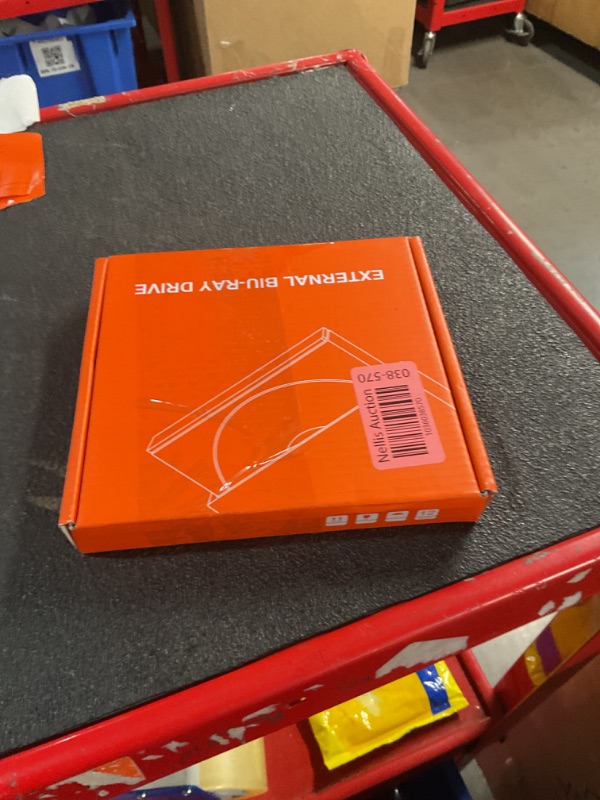 EXTERNAL BIU-RAY DRIVE
038-570
Nellis Auction